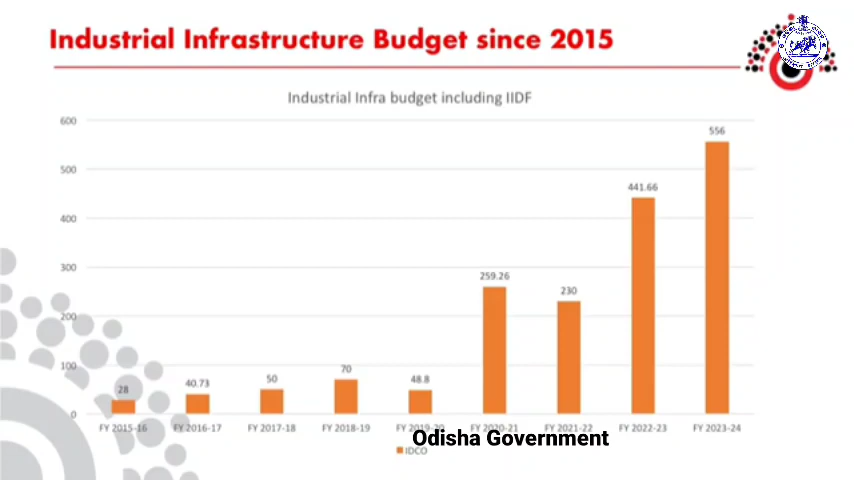 Industrial Infrastructure Budget since 2015
Industrial Infra budget including IIDF
600
500
400
300
200
100
0
28
40.73
50
70
48.8
259.26
230
441.66
556
FY 2015-16
FY 2016-17
FY 2017-18
FY 2018-19
FY 2019-20
FY 2020-21
FY 2021-22
FY 2022-23
FY 2023-24
Odisha Government
IDCO